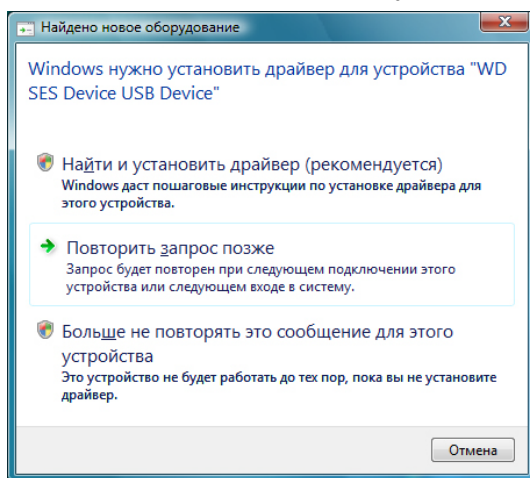 Найдено новое оборудование
Windows нужно установить драйвер для устройства "WD
SES Device USB Device"
Найти и установить драйвер (рекомендуется)
Windows даст пошаговые инструкции по установке драйвера для
этого устройства.
Повторить запрос позже
Запрос будет повторен при следующем подключении этого
устройства или следующем входе в систему.
Больше не повторять это сообщение для этого
устройства
Это устройство не будет работать до тех пор, пока вы не установите
драйвер.
Отмена